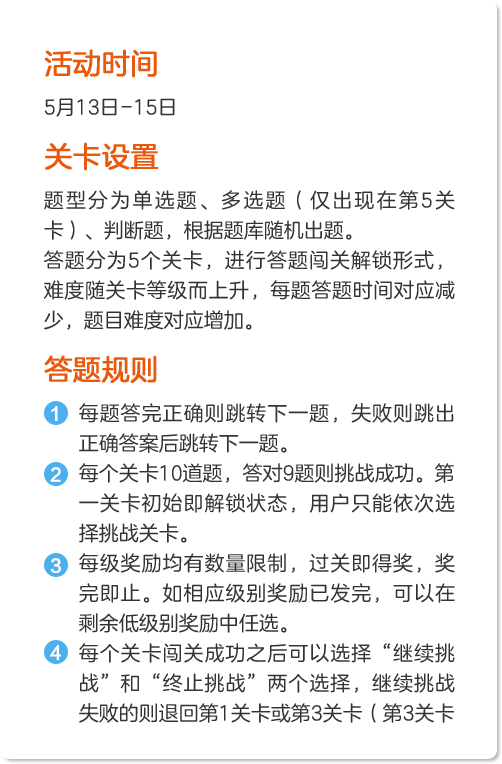 活动时间
5月13日-15日
关卡设置
题型分为单选题、多选题（仅出现在第5关
卡）、判断题，根据题库随机出题。
答题分为5个关卡，进行答题闯关解锁形式，
难度随关卡等级而上升，每题答题时间对应减
少，题目难度对应增加。
答题规则
1 每题答完正确则跳转下一题，失败则跳出
正确答案后跳转下一题。
2 每个关卡10道题，答对9题则挑战成功。第
一关卡初始即解锁状态，用户只能依次选
择挑战关卡。
3 每级奖励均有数量限制，过关即得奖，奖
完即止。如相应级别奖励已发完，可以在
剩余低级别奖励中任选。
4 每个关卡闯关成功之后可以选择“继续挑
战”和“终止挑战”两个选择，继续挑战
失败的则退回第1关卡或第3关卡（第3关卡